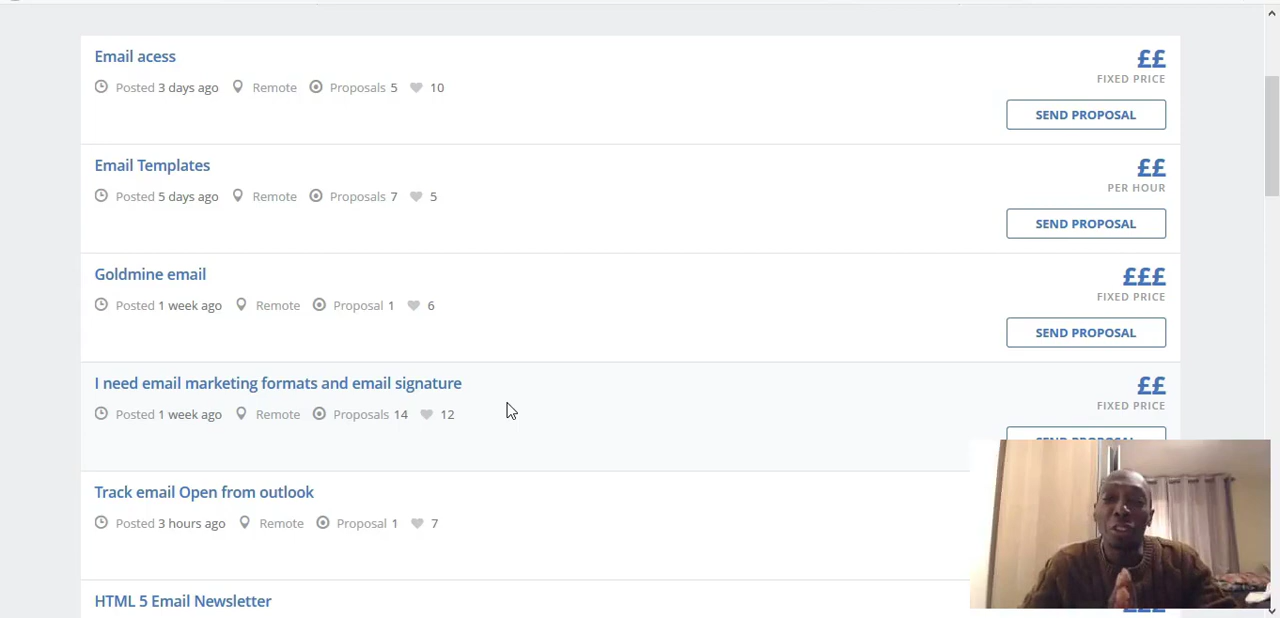 Email acess
££
FIXED PRICE
Posted 3 days ago Remote Proposals 5 10
SEND PROPOSAL
Email Templates
££
PER HOUR
Posted 5 days ago Remote Proposals 7 5
SEND PROPOSAL
Goldmine email
£££
FIXED PRICE
Posted 1 week ago Remote Proposal 1 6
SEND PROPOSAL
I need email marketing formats and email signature
££
FIXED PRICE
Posted 1 week ago Remote Proposals 14 12
SEND PROPOSAL
Track email Open from outlook
Posted 3 hours ago Remote Proposal 1 7
HTML 5 Email Newsletter
£££